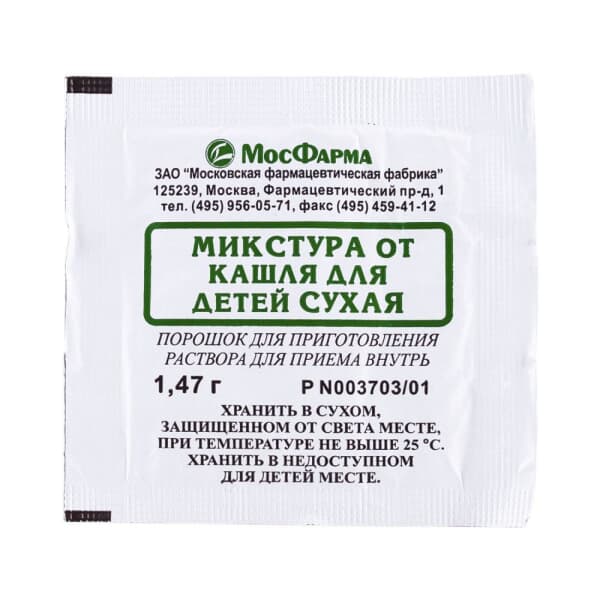 МосФарма
ЗАО "Московская фармацевтическая фабрика"
125239, Москва, Фармацевтический пр-д, 1
тел. (495) 956-05-71, факс (495) 459-41-12
МИКСТУРА ОТ
КАШЛЯ ДЛЯ
ДЕТЕЙ СУХАЯ
ПОРОШОК ДЛЯ ПРИГОТОВЛЕНИЯ
РАСТВОРА ДЛЯ ПРИЕМА ВНУТРЬ
1,47 г Р N003703/01
ХРАНИТЬ В СУХОМ,
ЗАЩИЩЕННОМ ОТ СВЕТА МЕСТЕ,
ПРИ ТЕМПЕРАТУРЕ НЕ ВЫШЕ 25 °С.
ХРАНИТЬ В НЕДОСТУПНОМ
ДЛЯ ДЕТЕЙ МЕСТЕ.